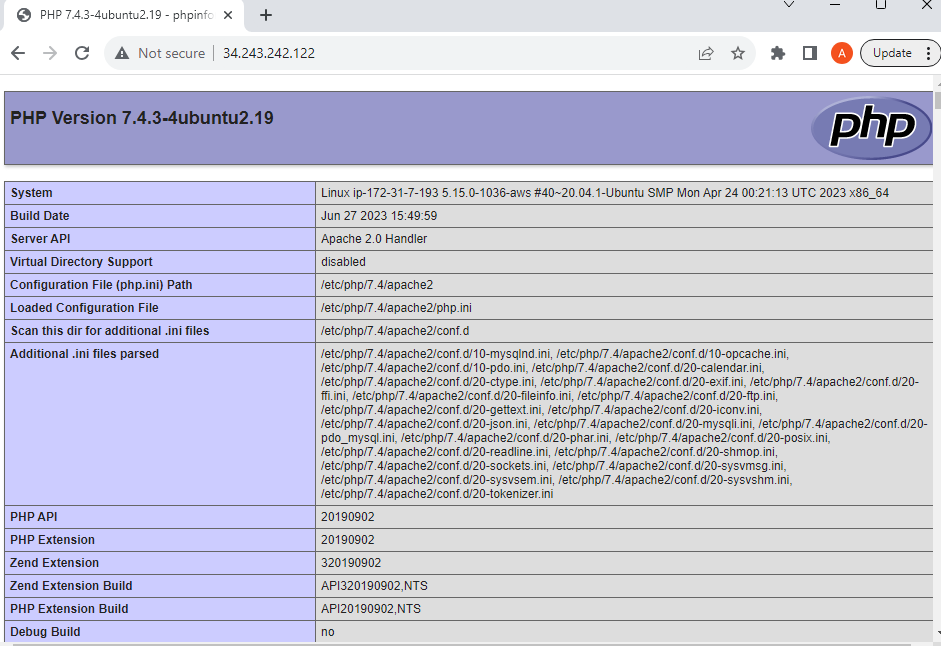 PHP 7.4.3-4ubuntu2.19 - phpinfo
Not secure 34.243.242.122 A Update
PHP Version 7.4.3-4ubuntu2.19
php
System Linux ip-172-31-7-193 5.15.0-1036-aws #40~20.04.1-Ubuntu SMP Mon Apr 24 00:21:13 UTC 2023 x86_64
Build Date Jun 27 2023 15:49:59
Server API Apache 2.0 Handler
Virtual Directory Support disabled
Configuration File (php.ini) Path /etc/php/7.4/apache2
Loaded Configuration File /etc/php/7.4/apache2/php.ini
Scan this dir for additional .ini files /etc/php/7.4/apache2/conf.d
Additional .ini files parsed /etc/php/7.4/apache2/conf.d/10-mysqlnd.ini, /etc/php/7.4/apache2/conf.d/10-opcache.ini,
/etc/php/7.4/apache2/conf.d/10-pdo.ini, /etc/php/7.4/apache2/conf.d/20-calendar.ini,
/etc/php/7.4/apache2/conf.d/20-ctype.ini, /etc/php/7.4/apache2/conf.d/20-exif.ini, /etc/php/7.4/apache2/conf.d/20-
ffi.ini, /etc/php/7.4/apache2/conf.d/20-fileinfo.ini, /etc/php/7.4/apache2/conf.d/20-ftp.ini,
/etc/php/7.4/apache2/conf.d/20-gettext.ini, /etc/php/7.4/apache2/conf.d/20-iconv.ini,
/etc/php/7.4/apache2/conf.d/20-json.ini, /etc/php/7.4/apache2/conf.d/20-mysqli.ini, /etc/php/7.4/apache2/conf.d/20-
pdo_mysql.ini, /etc/php/7.4/apache2/conf.d/20-phar.ini, /etc/php/7.4/apache2/conf.d/20-posix.ini,
/etc/php/7.4/apache2/conf.d/20-readline.ini, /etc/php/7.4/apache2/conf.d/20-shmop.ini,
/etc/php/7.4/apache2/conf.d/20-sockets.ini, /etc/php/7.4/apache2/conf.d/20-sysvmsg.ini,
/etc/php/7.4/apache2/conf.d/20-sysvsem.ini, /etc/php/7.4/apache2/conf.d/20-sysvshm.ini,
/etc/php/7.4/apache2/conf.d/20-tokenizer.ini
PHP API 20190902
PHP Extension 20190902
Zend Extension 320190902
Zend Extension Build API320190902,NTS
PHP Extension Build API20190902,NTS
Debug Build no